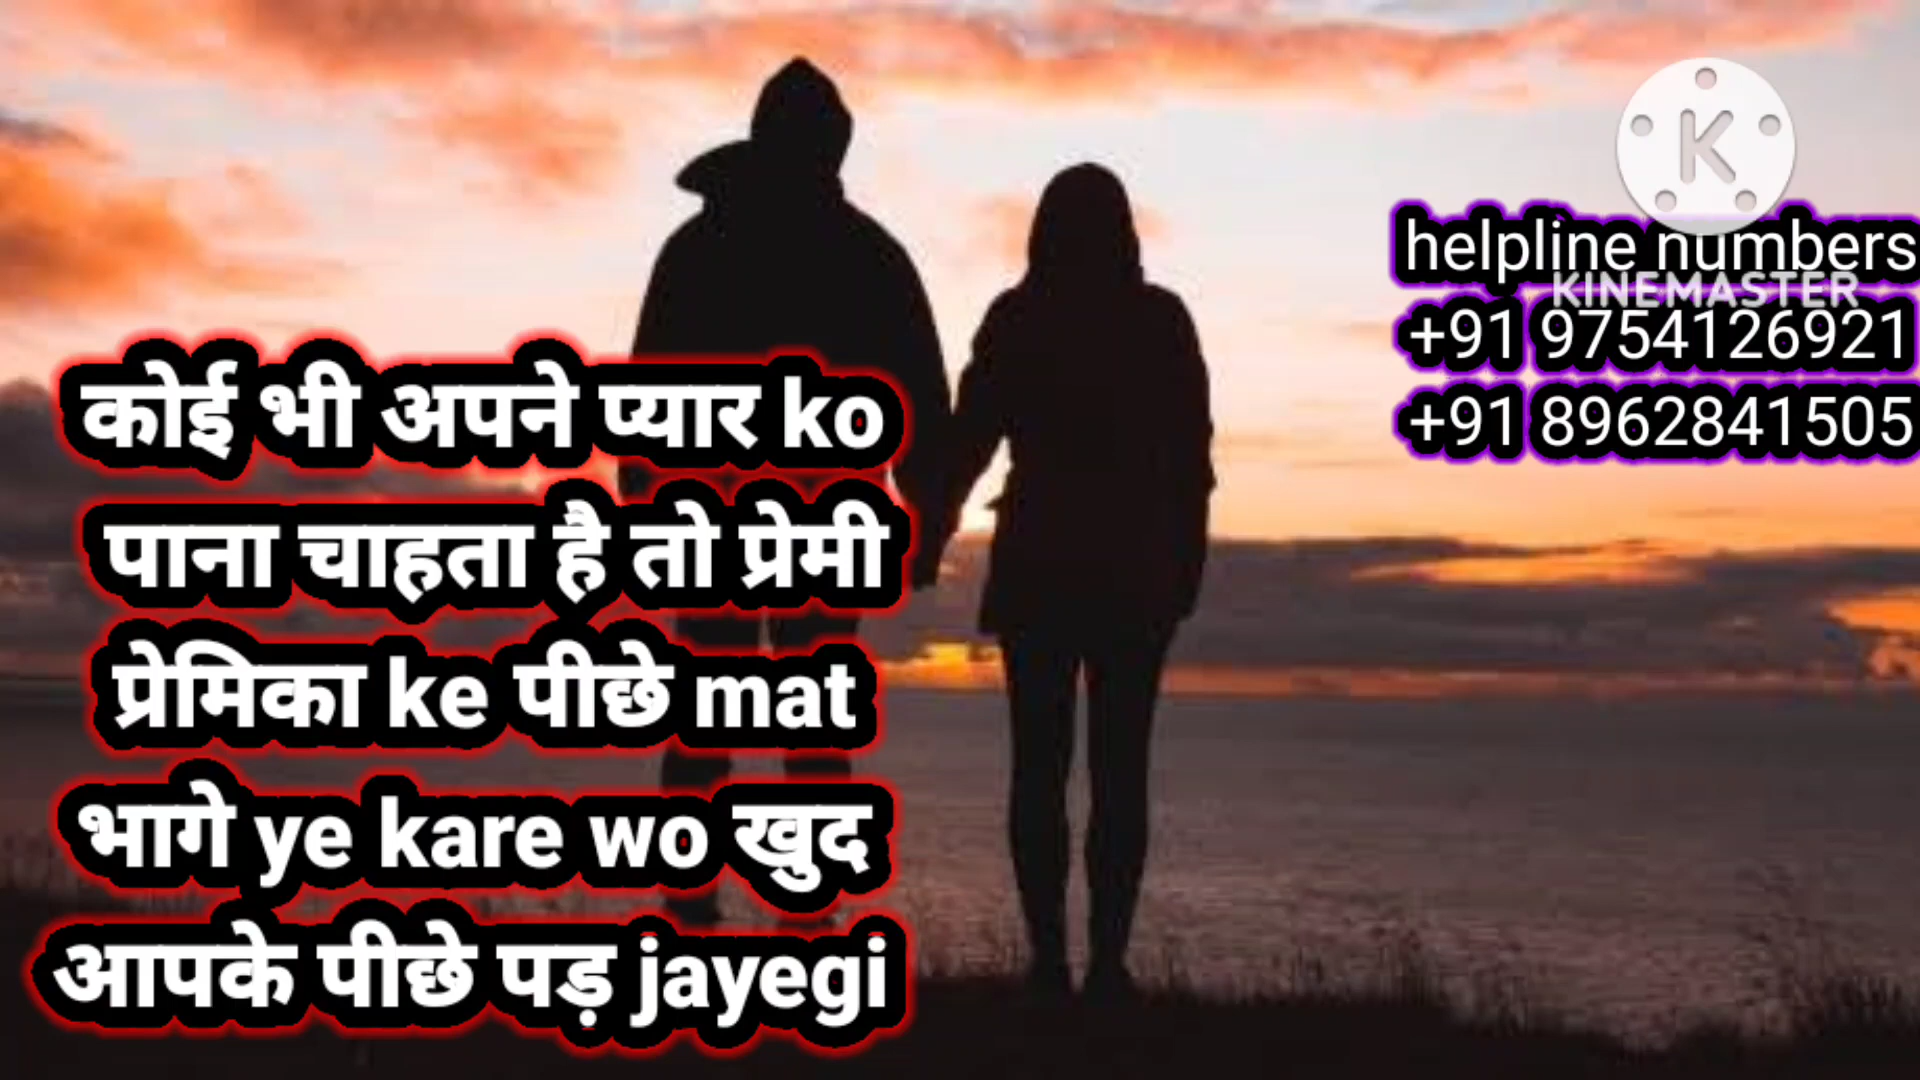 कोई भी अपने प्यार ko
पाना चाहता है तो प्रेमी
प्रेमिका ke पीछे mat
भागे ye kare wo खुद
आपके पीछे पड़ jayegi
K
helpline numbers
KINEMASTER
+91 9754126921
+91 8962841505